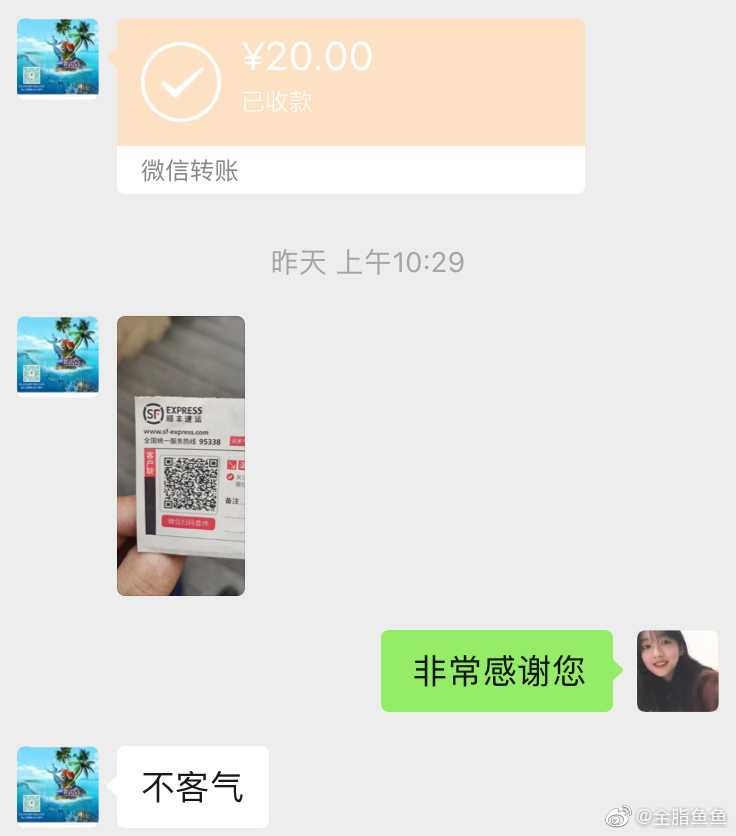 ¥20.00
已收款
微信转账
昨天 上午10:29
SF EXPRESS
顺丰速运
www.sf-express.com
全国统一服务热线 95338
客户联
备注
微信扫码查件
非常感谢您
不客气
@全脂鱼鱼